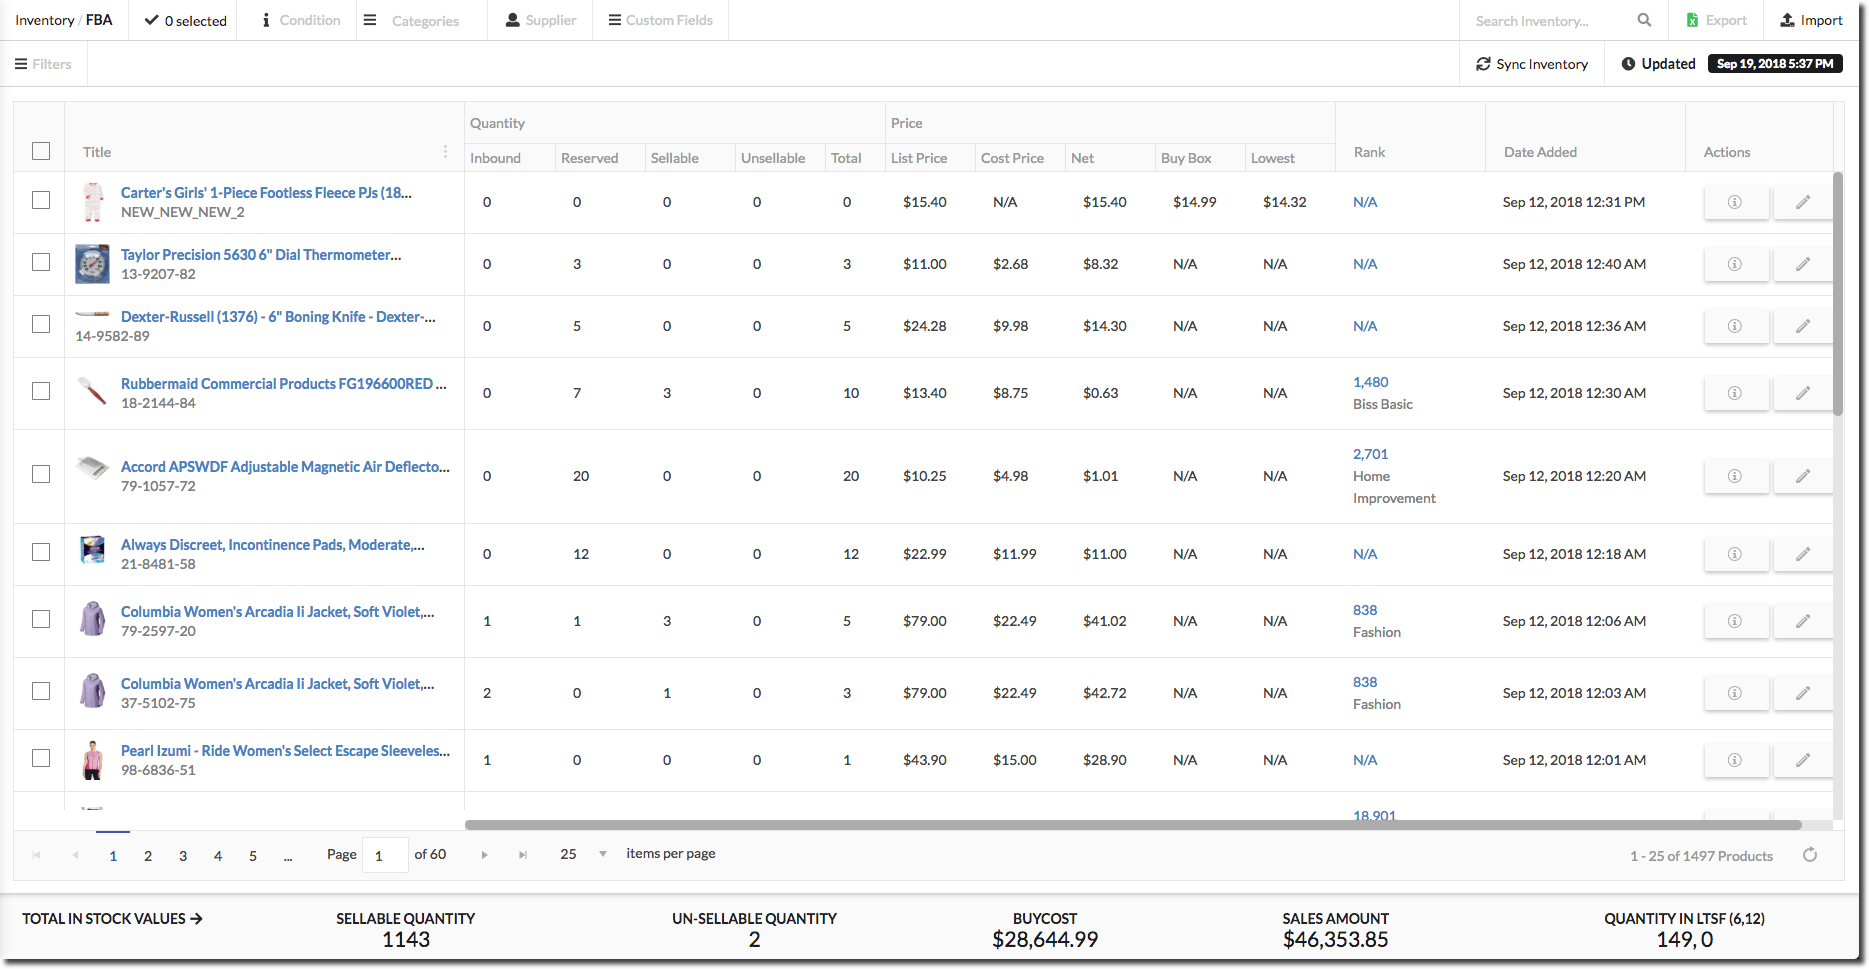 Inventory / FBA
0 selected
Condition
Categories
Supplier
Custom Fields
Search Inventory...
Export
Import
Filters
Sync Inventory
Updated
Sep 19, 2018 5:37 PM
Quantity
Price
Title
Inbound
Reserved
Sellable
Unsellable
Total
List Price
Cost Price
Net
Buy Box
Lowest
Rank
Date Added
Actions
Carter's Girls' 1-Piece Footless Fleece PJs (18...
NEW_NEW_NEW_2
0 0 0 0 0 $15.40 N/A $15.40 $14.99 $14.32 N/A Sep 12, 2018 12:31 PM
Taylor Precision 5630 6" Dial Thermometer...
13-9207-82
0 3 0 0 3 $11.00 $2.68 $8.32 N/A N/A N/A Sep 12, 2018 12:40 AM
Dexter-Russell (1376) - 6" Boning Knife - Dexter-...
14-9582-89
0 5 0 0 5 $24.28 $9.98 $14.30 N/A N/A N/A Sep 12, 2018 12:36 AM
Rubbermaid Commercial Products FG196600RED ...
18-2144-84
0 7 3 0 10 $13.40 $8.75 $0.63 N/A N/A 1,480 Sep 12, 2018 12:30 AM
Biss Basic
Accord APSWDF Adjustable Magnetic Air Deflecto...
79-1057-72
0 20 0 0 20 $10.25 $4.98 $1.01 N/A N/A 2,701 Sep 12, 2018 12:20 AM
Home
Improvement
Always Discreet, Incontinence Pads, Moderate,...
21-8481-58
0 12 0 0 12 $22.99 $11.99 $11.00 N/A N/A N/A Sep 12, 2018 12:18 AM
Columbia Women's Arcadia Ii Jacket, Soft Violet,...
79-2597-20
1 1 3 0 5 $79.00 $22.49 $41.02 N/A N/A 838 Sep 12, 2018 12:06 AM
Fashion
Columbia Women's Arcadia Ii Jacket, Soft Violet,...
37-5102-75
2 0 1 0 3 $79.00 $22.49 $42.72 N/A N/A 838 Sep 12, 2018 12:03 AM
Fashion
Pearl Izumi - Ride Women's Select Escape Sleeveles...
98-6836-51
1 0 0 0 1 $43.90 $15.00 $28.90 N/A N/A N/A Sep 12, 2018 12:01 AM
18,901
1 2 3 4 5 ... Page 1 of 60 25 items per page
1 - 25 of 1497 Products
TOTAL IN STOCK VALUES
SELLABLE QUANTITY
1143
UN-SELLABLE QUANTITY
2
BUYCOST
$28,644.99
SALES AMOUNT
$46,353.85
QUANTITY IN LTSF (6,12)
149, 0